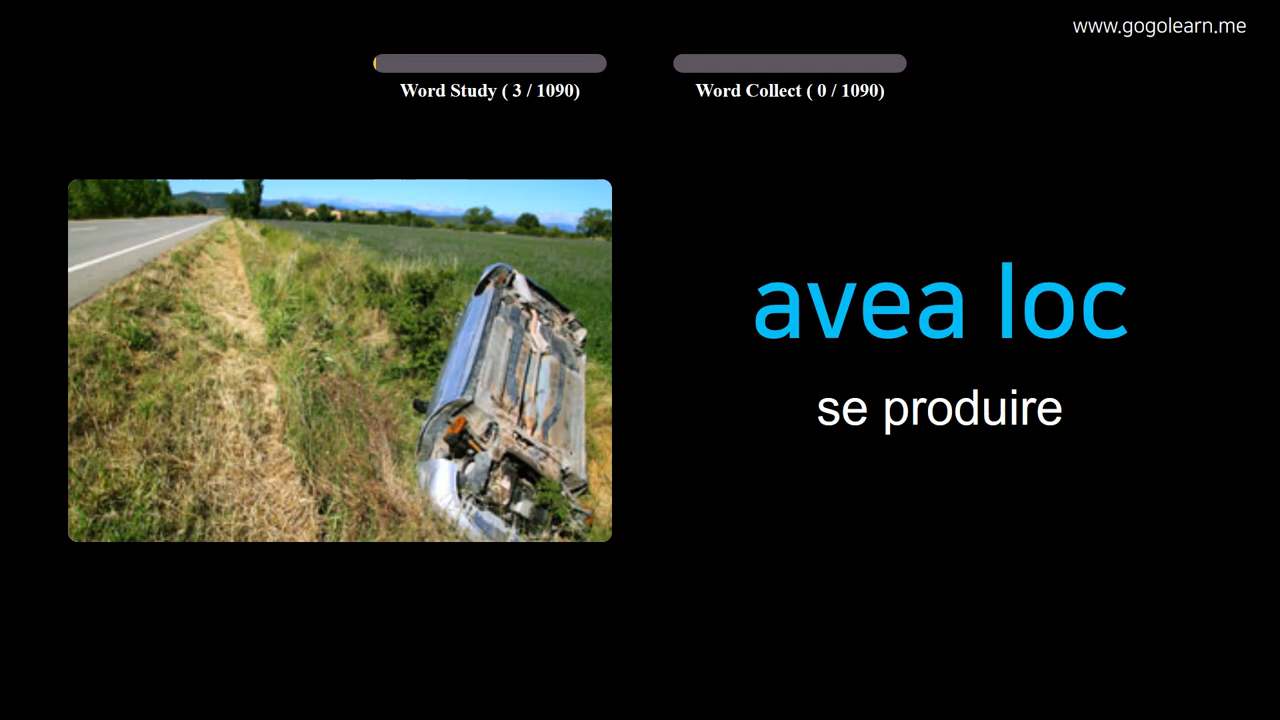 www.gogolearn.me
Word Study ( 3 / 1090)
Word Collect ( 0 / 1090)
avea loc
se produire